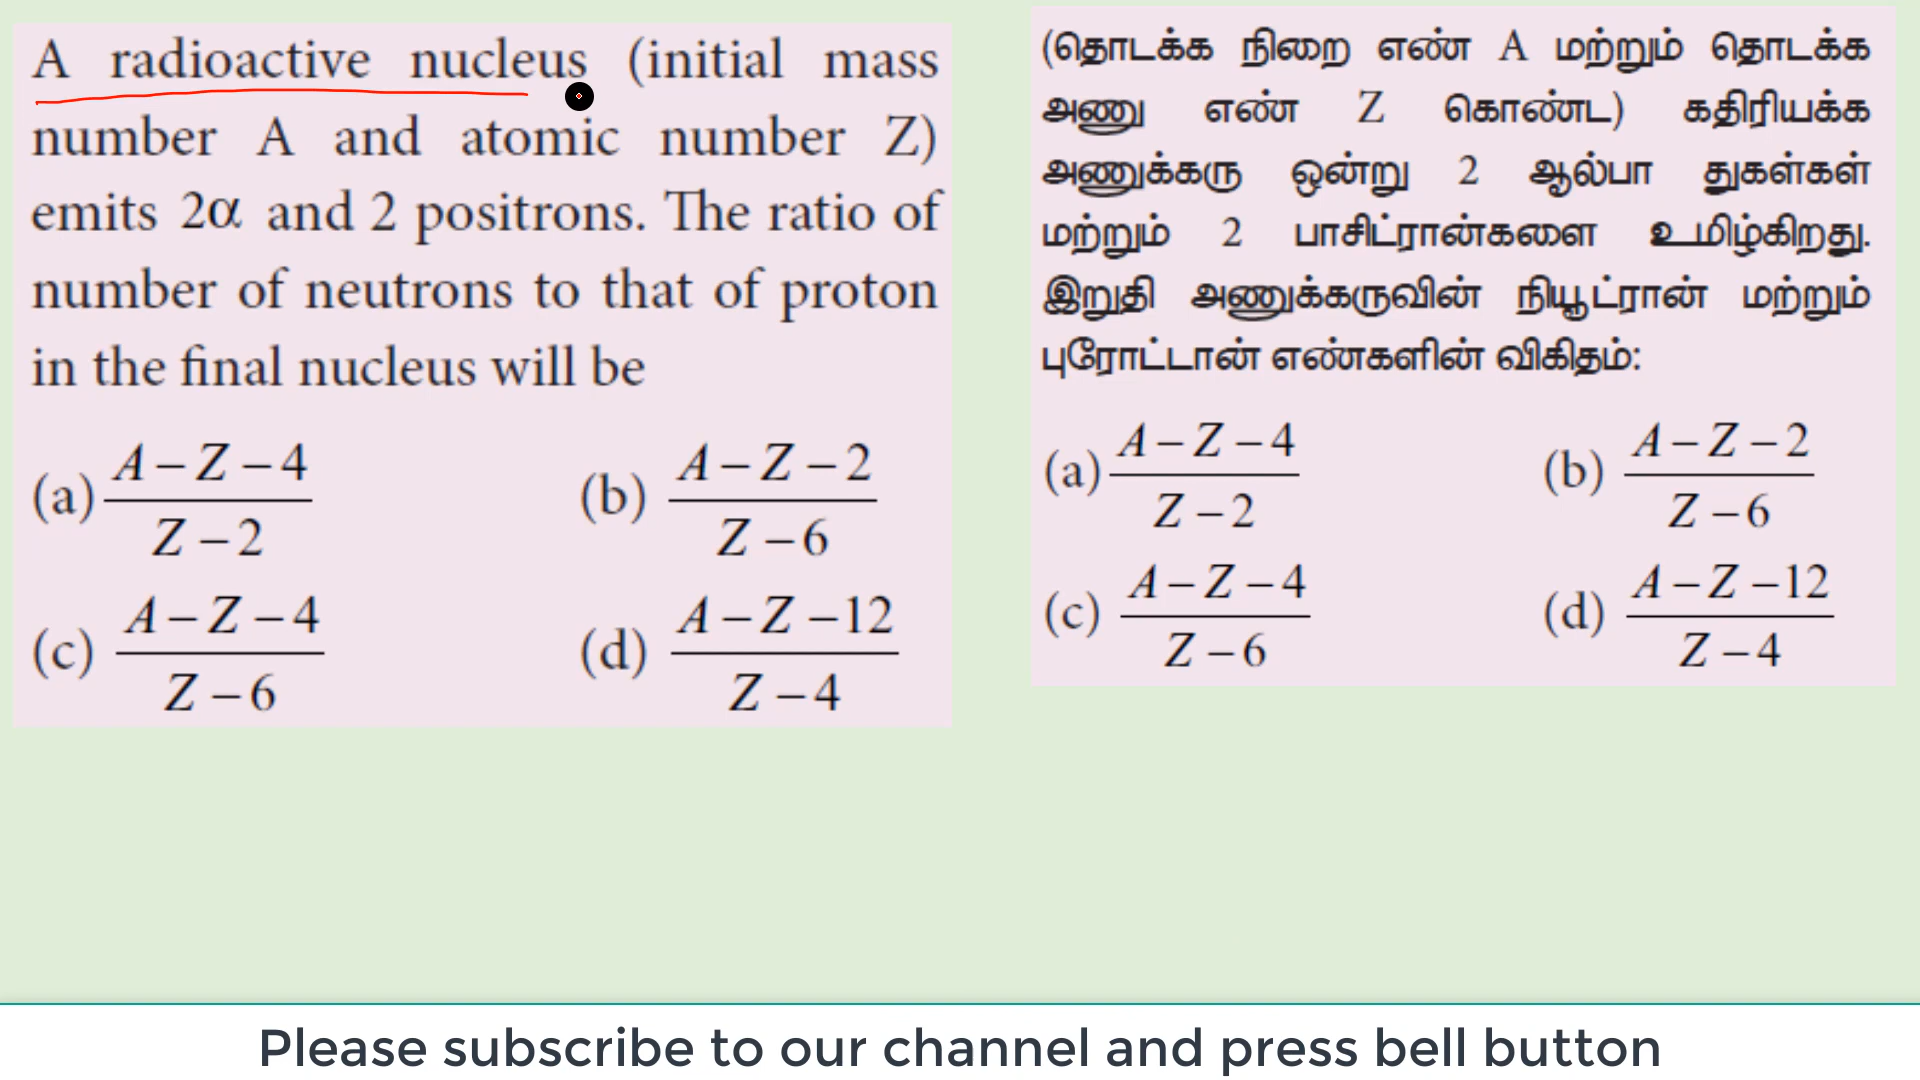 A radioactive nucleus (initial mass
number A and atomic number Z)
emits 2α and 2 positrons. The ratio of
number of neutrons to that of proton
in the final nucleus will be
(a) A – Z – 4 / Z – 2
(b) A – Z – 2 / Z – 6
(c) A – Z – 4 / Z – 6
(d) A – Z – 12 / Z – 4
(தொடக்க நிறை எண் A மற்றும் தொடக்க
அணு எண் Z கொண்ட) கதிரியக்க
அணுக்கரு ஒன்று 2 ஆல்பா துகள்கள்
மற்றும் 2 பாசிட்ரான்களை உமிழ்கிறது.
இறுதி அணுக்கருவின் நியூட்ரான் மற்றும்
புரோட்டான் எண்களின் விகிதம்:
(a) A – Z – 4 / Z – 2
(b) A – Z – 2 / Z – 6
(c) A – Z – 4 / Z – 6
(d) A – Z – 12 / Z – 4
Please subscribe to our channel and press bell button